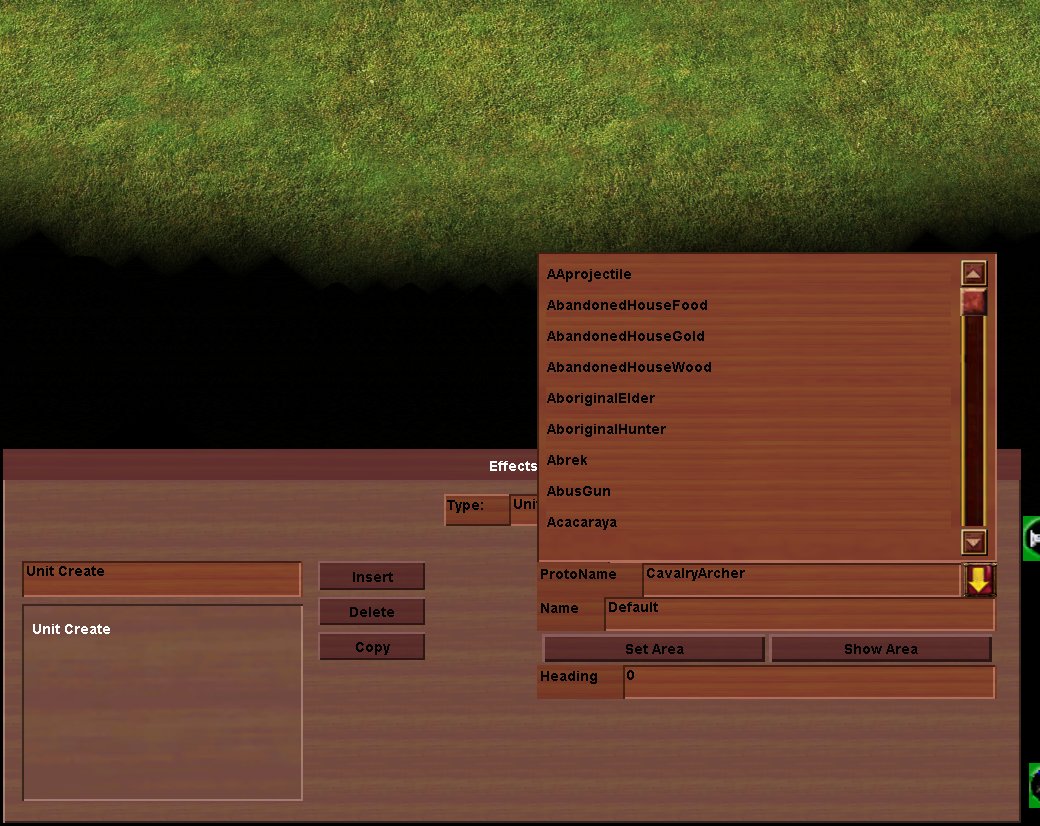 AAprojectile
AbandonedHouseFood
AbandonedHouseGold
AbandonedHouseWood
AboriginalElder
AboriginalHunter
Abrek
AbusGun
Acacaraya
Effects
Type: Uni
Unit Create
Unit Create
Insert
Delete
Copy
ProtoName CavalryArcher
Name Default
Set Area Show Area
Heading 0